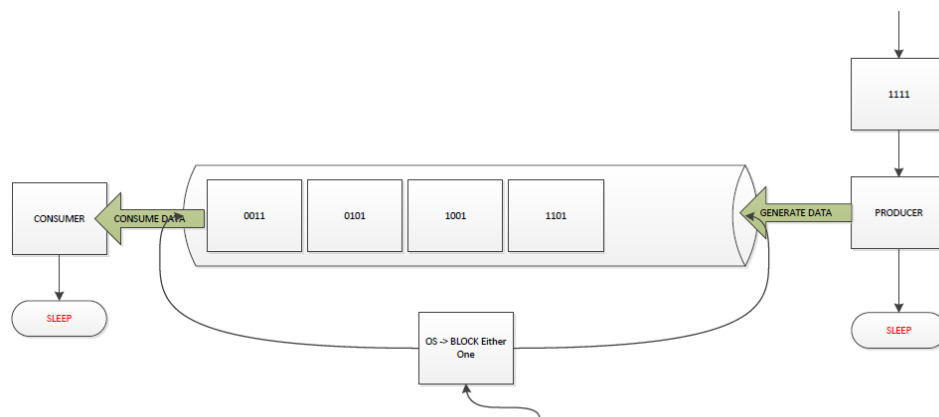 1111
CONSUMER
CONSUME DATA
0011
0101
1001
1101
GENERATE DATA
PRODUCER
SLEEP
SLEEP
OS -> BLOCK Either
One